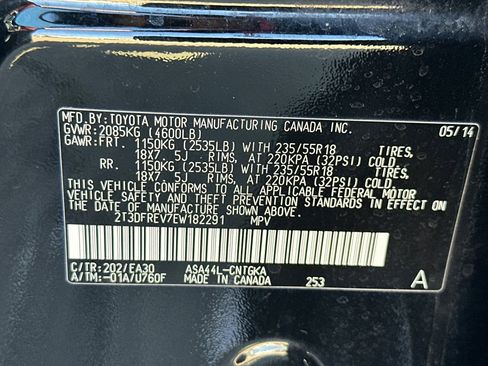 MFD.BY:TOYOTA MOTOR MANUFACTURING CANADA INC. 05/14
GVWR:2085KG (4600LB)
GAWR:FRT. 1150KG (2535LB) WITH 235/55R18 TIRES,
18X7. 5J RIMS, AT 220KPA (32PSI) COLD
RR. 1150KG (2535LB) WITH 235/55R18 TIRES,
18X7. 5J RIMS, AT 220KPA (32PSI) COLD
THIS VEHICLE CONFORMS TO ALL APPLICABLE FEDERAL MOTOR
VEHICLE SAFETY AND THEFT PREVENTION STANDARDS IN EFFECT
ON THE DATE OF MANUFACTURE SHOWN ABOVE.
2T3DFREV7EW182291 MPV
C/TR:202/EA30 ASA44L-CNTGKA
A/TM:-01A/U760F MADE IN CANADA 253 A